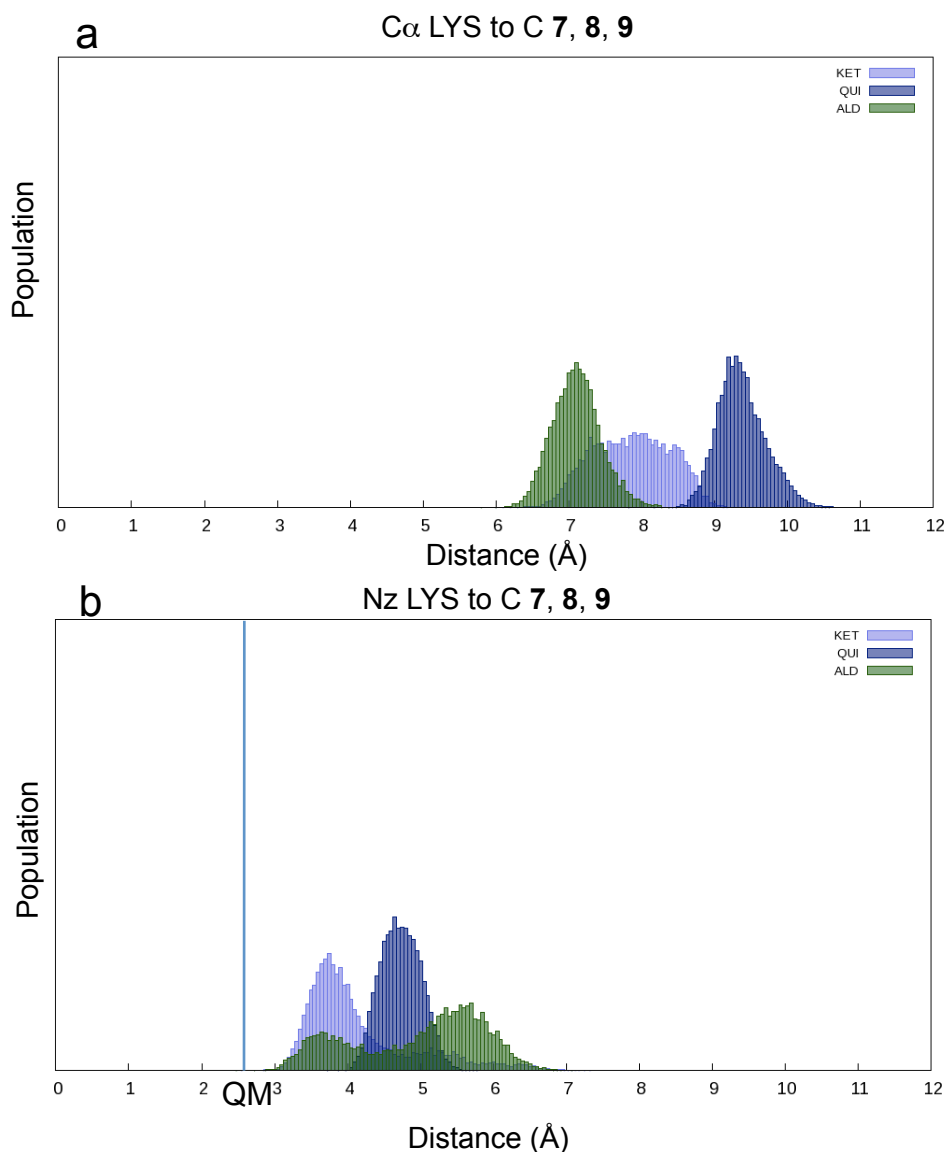 a
Cα LYS to C 7, 8, 9
KET
QUI
ALD
Population
0 1 2 3 4 5 6 7 8 9 10 11 12
Distance (Å)
b
Nz LYS to C 7, 8, 9
KET
QUI
ALD
Population
0 1 2 3 4 5 6 7 8 9 10 11 12
QM
Distance (Å)